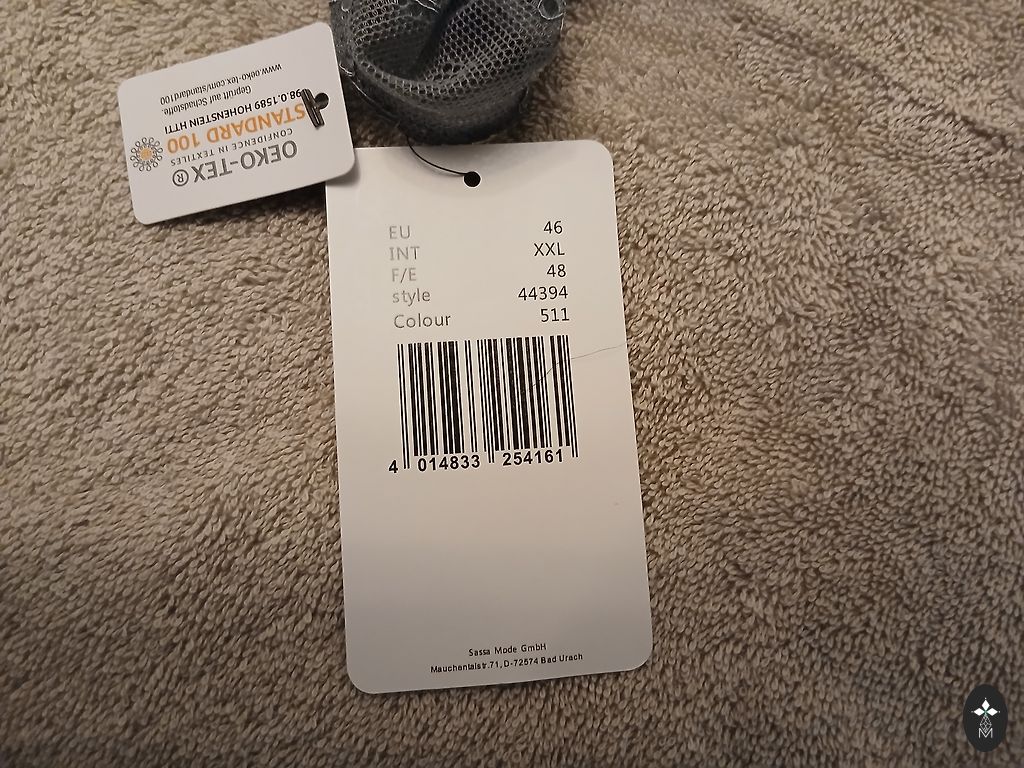 OEKO-TEX®
CONFIDENCE IN TEXTILES
STANDARD 100
98.0.1589 HOHENSTEIN HTTI
Geprüft auf Schadstoffe.
www.oeko-tex.com/standard100
EU 46
INT XXL
F/E 48
style 44394
Colour 511
4 014833 254161
Sassa Mode GmbH
Mauchentalstr.71, D-72574 Bad Urach
M